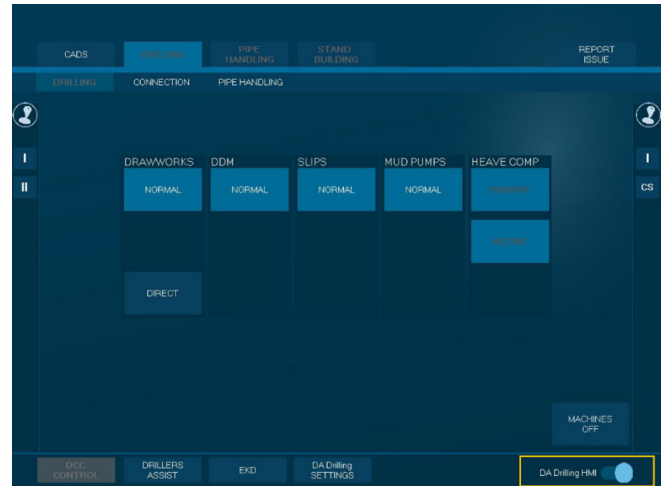 CADS
PIPE
HANDLING
STAND
BUILDING
REPORT
ISSUE
DRILLING
CONNECTION
PIPE HANDLING
I
II
I
CS
DRAWWORKS
DDM
SLIPS
MUD PUMPS
HEAVE COMP
NORMAL
NORMAL
NORMAL
NORMAL
DIRECT
MACHINES
OFF
DCC
CONTROL
DRILLERS
ASSIST
EKD
DA Drilling
SETTINGS
DA Drilling HMI